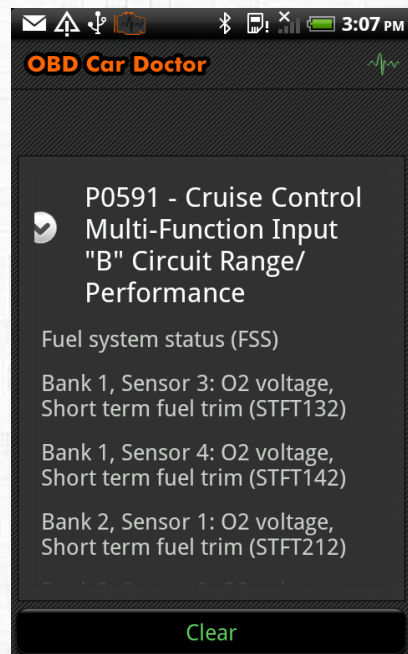 3:07 PM
OBD Car Doctor
P0591 - Cruise Control
Multi-Function Input
"B" Circuit Range/
Performance
Fuel system status (FSS)
Bank 1, Sensor 3: O2 voltage,
Short term fuel trim (STFT132)
Bank 1, Sensor 4: O2 voltage,
Short term fuel trim (STFT142)
Bank 2, Sensor 1: O2 voltage,
Short term fuel trim (STFT212)
Clear